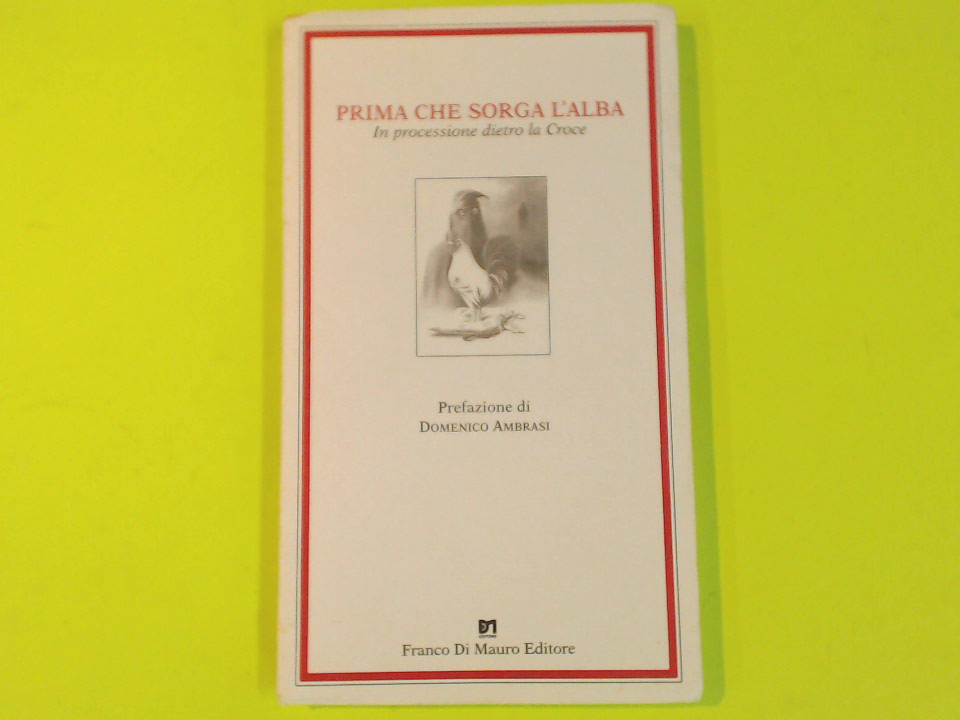 PRIMA CHE SORGA L'ALBA
In processione dietro la Croce
Prefazione di
DOMENICO AMBRASI
Franco Di Mauro Editore